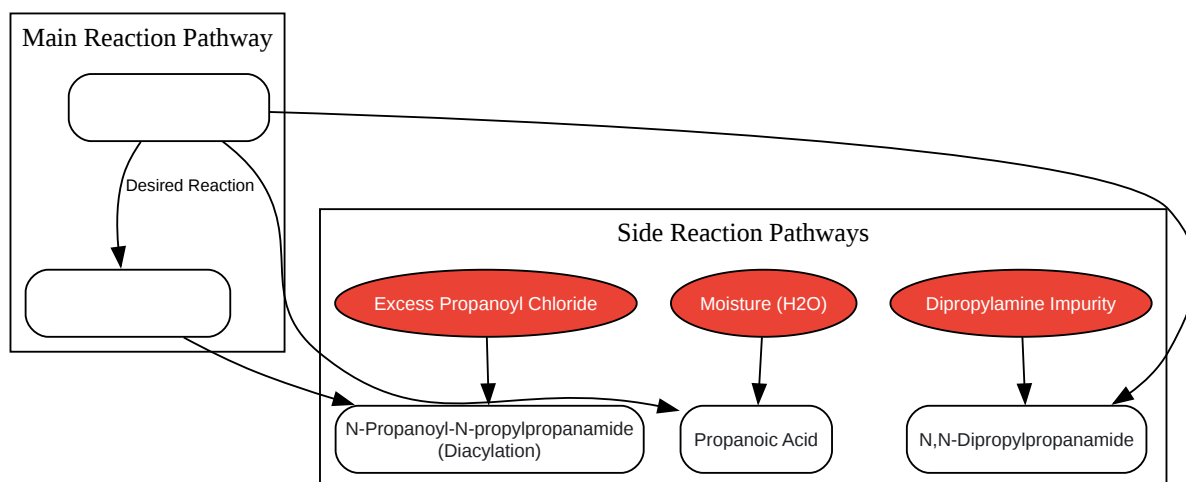 Main Reaction Pathway
Desired Reaction
Side Reaction Pathways
Excess Propanoyl Chloride
Moisture (H2O)
Dipropylamine Impurity
N-Propanoyl-N-propylpropanamide
(Diacylation)
Propanoic Acid
N,N-Dipropylpropanamide